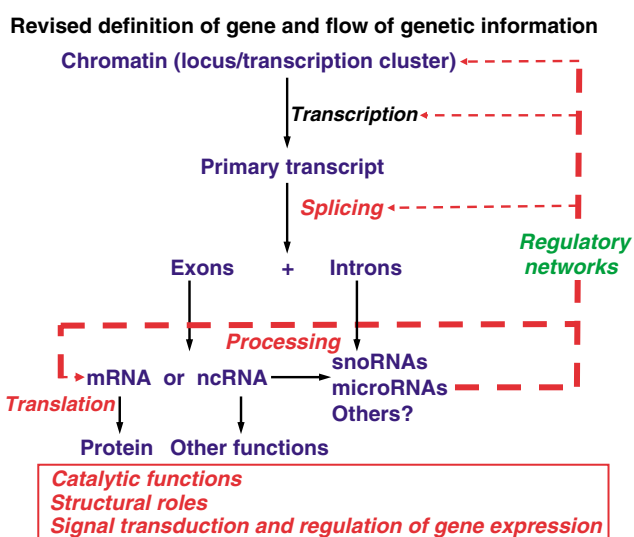 Revised definition of gene and flow of genetic information
Chromatin (locus/transcription cluster)
Transcription
Primary transcript
Splicing
Regulatory
networks
Exons + Introns
Processing
snoRNAs
mRNA or ncRNA
microRNAs
Others?
Translation
Protein Other functions
Catalytic functions
Structural roles
Signal transduction and regulation of gene expression